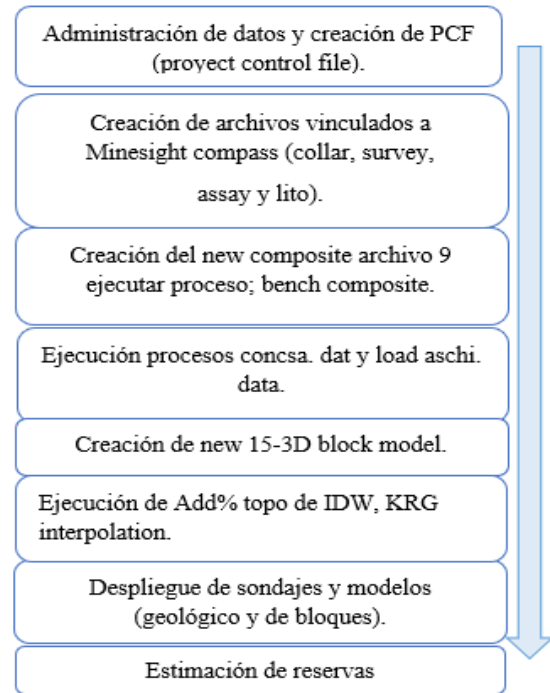 Administración de datos y creación de PCF
(proyect control file).
Creación de archivos vinculados a
Minesight compass (collar, survey,
assay y lito).
Creación del new composite archivo 9
ejecutar proceso; bench composite.
Ejecución procesos concsa. dat y load aschi.
data.
Creación de new 15-3D block model.
Ejecución de Add% topo de IDW, KRG
interpolation.
Despliegue de sondajes y modelos
(geológico y de bloques).
Estimación de reservas